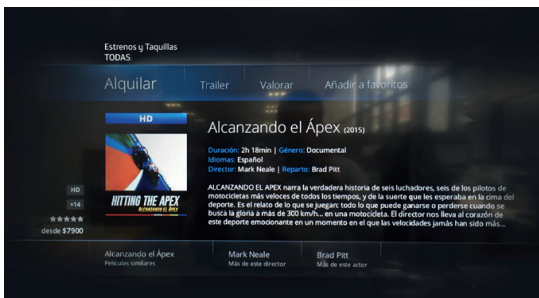 Estrenos y Taquillas
TODAS
Alquilar
Trailer
Valorar
Añadir a favoritos
HD
HITTING THE APEX
ALCANZANDO EL ÁPEX
Alcanzando el Ápex (2015)
Duración: 2h 18min | Género: Documental
Idiomas: Español
Director: Mark Neale | Reparto: Brad Pitt
ALCANZANDO EL APEX narra la verdadera historia de seis luchadores, seis de los pilotos de
motocicletas más veloces de todos los tiempos, y de la suerte que les esperaba en la cima del
deporte. Es el relato de lo que se juegan: todo lo que puede ganarse o perderse cuando se
busca la gloria a más de 300 km/h... en una motocicleta. El director nos lleva al corazón de
este deporte emocionante en un momento en el que las velocidades jamás han sido más...
HD
+14
desde $7900
Alcanzando el Ápex
Películas similares
Mark Neale
Más de este director
Brad Pitt
Más de este actor